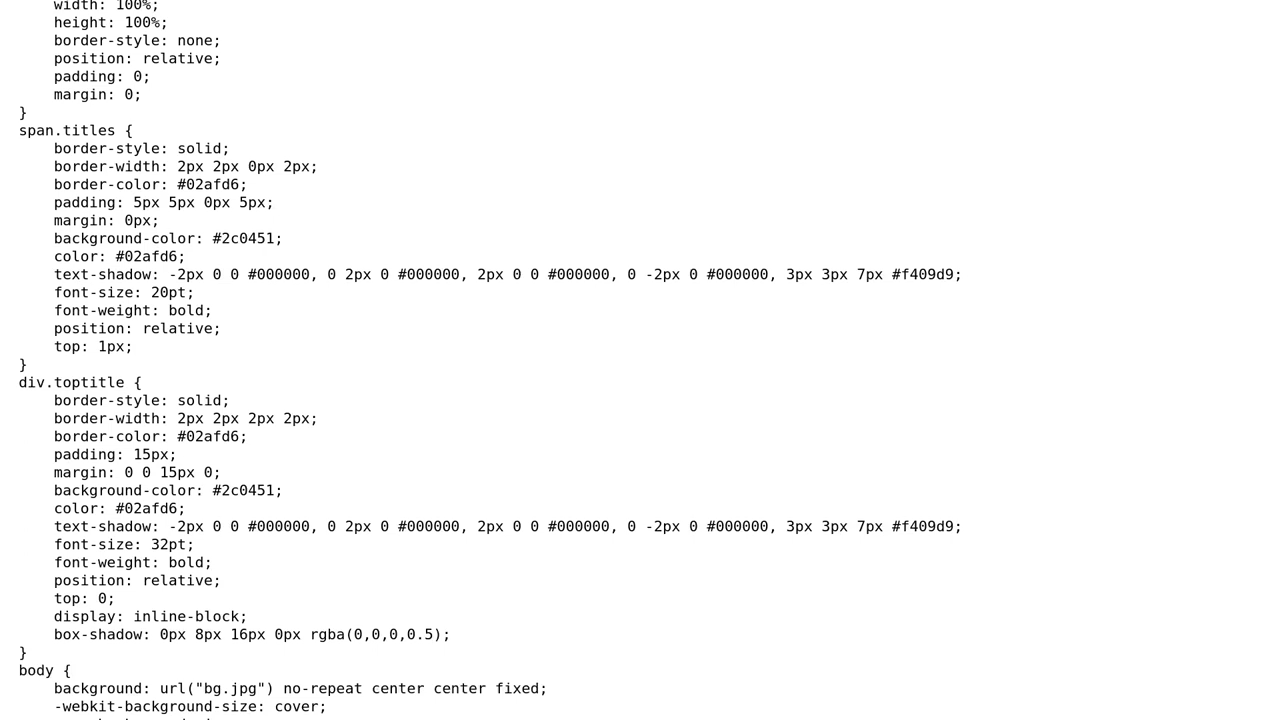 width: 100%;
    height: 100%;
    border-style: none;
    position: relative;
    padding: 0;
    margin: 0;
}
span.titles {
    border-style: solid;
    border-width: 2px 2px 0px 2px;
    border-color: #02afd6;
    padding: 5px 5px 0px 5px;
    margin: 0px;
    background-color: #2c0451;
    color: #02afd6;
    text-shadow: -2px 0 0 #000000, 0 2px 0 #000000, 2px 0 0 #000000, 0 -2px 0 #000000, 3px 3px 7px #f409d9;
    font-size: 20pt;
    font-weight: bold;
    position: relative;
    top: 1px;
}
div.toptitle {
    border-style: solid;
    border-width: 2px 2px 2px 2px;
    border-color: #02afd6;
    padding: 15px;
    margin: 0 0 15px 0;
    background-color: #2c0451;
    color: #02afd6;
    text-shadow: -2px 0 0 #000000, 0 2px 0 #000000, 2px 0 0 #000000, 0 -2px 0 #000000, 3px 3px 7px #f409d9;
    font-size: 32pt;
    font-weight: bold;
    position: relative;
    top: 0;
    display: inline-block;
    box-shadow: 0px 8px 16px 0px rgba(0,0,0,0.5);
}
body {
    background: url("bg.jpg") no-repeat center center fixed;
    -webkit-background-size: cover;